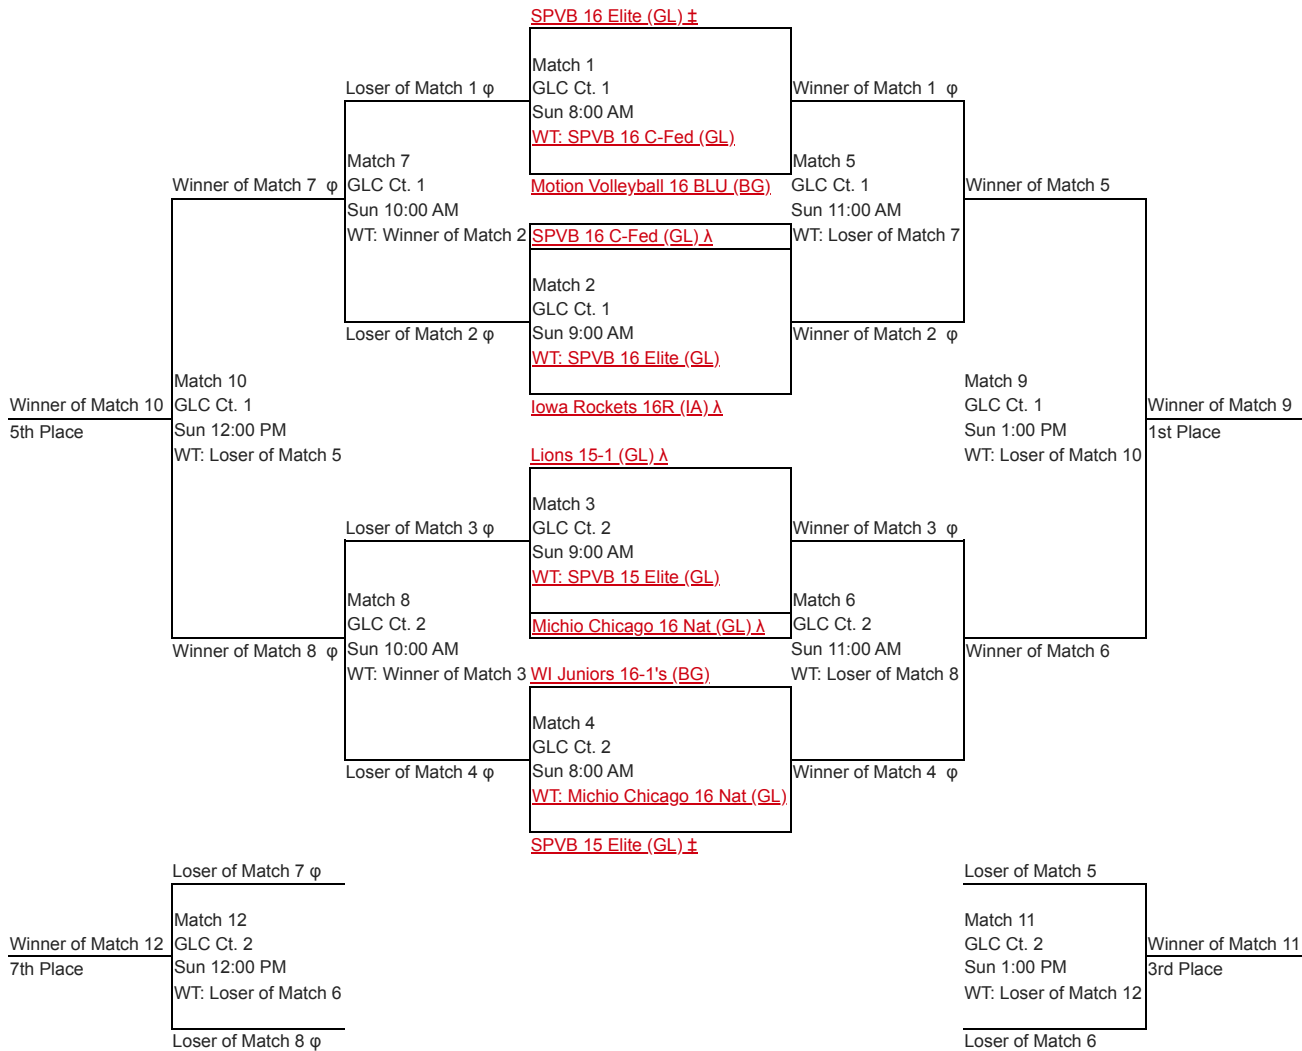 SPVB 16 Elite (GL) ‡
Match 1
GLC Ct. 1
Sun 8:00 AM
WT: SPVB 16 C-Fed (GL)
Motion Volleyball 16 BLU (BG)
Loser of Match 1 φ
Winner of Match 1 φ
Match 7
GLC Ct. 1
Sun 10:00 AM
WT: Winner of Match 2
Match 5
GLC Ct. 1
Sun 11:00 AM
WT: Loser of Match 7
Winner of Match 7 φ
Winner of Match 5
SPVB 16 C-Fed (GL) λ
Match 2
GLC Ct. 1
Sun 9:00 AM
WT: SPVB 16 Elite (GL)
Iowa Rockets 16R (IA) λ
Loser of Match 2 φ
Winner of Match 2 φ
Match 10
GLC Ct. 1
Sun 12:00 PM
WT: Loser of Match 5
Winner of Match 10
5th Place
Match 9
GLC Ct. 1
Sun 1:00 PM
WT: Loser of Match 10
Winner of Match 9
1st Place
Lions 15-1 (GL) λ
Match 3
GLC Ct. 2
Sun 9:00 AM
WT: SPVB 15 Elite (GL)
Michio Chicago 16 Nat (GL) λ
Loser of Match 3 φ
Winner of Match 3 φ
Match 8
GLC Ct. 2
Sun 10:00 AM
WT: Winner of Match 3
Match 6
GLC Ct. 2
Sun 11:00 AM
WT: Loser of Match 8
Winner of Match 8 φ
Winner of Match 6
WI Juniors 16-1's (BG)
Match 4
GLC Ct. 2
Sun 8:00 AM
WT: Michio Chicago 16 Nat (GL)
SPVB 15 Elite (GL) ‡
Loser of Match 4 φ
Winner of Match 4 φ
Loser of Match 7 φ
Match 12
GLC Ct. 2
Sun 12:00 PM
WT: Loser of Match 6
Loser of Match 8 φ
Winner of Match 12
7th Place
Loser of Match 5
Match 11
GLC Ct. 2
Sun 1:00 PM
WT: Loser of Match 12
Loser of Match 6
Winner of Match 11
3rd Place